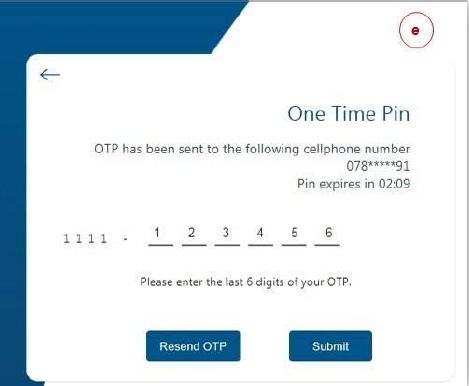 e
One Time Pin
OTP has been sent to the following cellphone number
078*****91
Pin expires in 02:09
1111 - 1 2 3 4 5 6
Please enter the last 6 digits of your OTP.
Resend OTP Submit